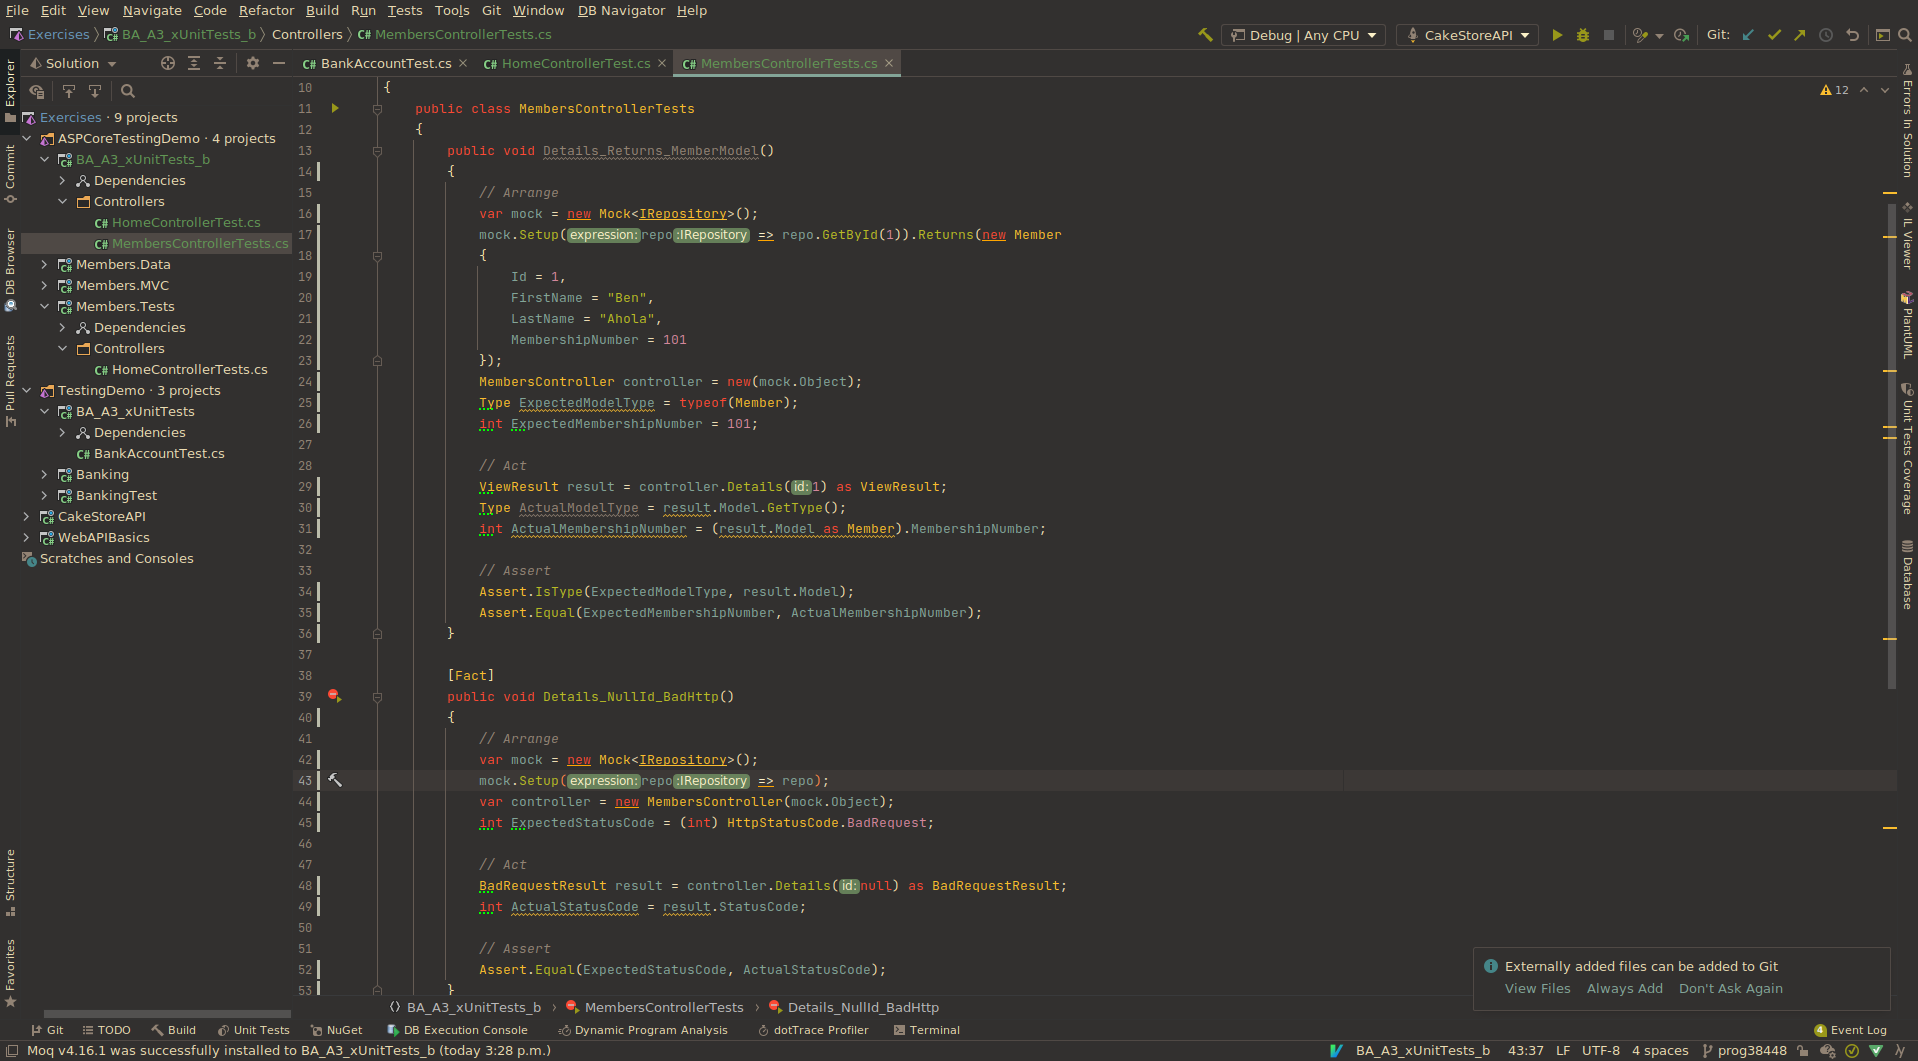 File Edit View Navigate Code Refactor Build Run Tests Tools Git Window DB Navigator Help
Exercises BA_A3_xUnitTests_b Controllers C# MembersControllerTests.cs
Debug | Any CPU CakeStoreAPI Git:
Explorer
Commit
DB Browser
Pull Requests
Structure
Favorites
Solution
Exercises · 9 projects
ASPCoreTestingDemo · 4 projects
BA_A3_xUnitTests_b
Dependencies
Controllers
C# HomeControllerTest.cs
C# MembersControllerTests.cs
Members.Data
Members.MVC
Members.Tests
Dependencies
Controllers
C# HomeControllerTests.cs
TestingDemo · 3 projects
BA_A3_xUnitTests
Dependencies
C# BankAccountTest.cs
Banking
BankingTest
CakeStoreAPI
WebAPIBasics
Scratches and Consoles
C# BankAccountTest.cs C# HomeControllerTest.cs C# MembersControllerTests.cs
12
10 {
11 public class MembersControllerTests
12 {
13 public void Details_Returns_MemberModel()
14 {
15 // Arrange
16 var mock = new Mock<IRepository>();
17 mock.Setup(expression: repo :IRepository => repo.GetById(1)).Returns(new Member
18 {
19 Id = 1,
20 FirstName = "Ben",
21 LastName = "Ahola",
22 MembershipNumber = 101
23 });
24 MembersController controller = new(mock.Object);
25 Type ExpectedModelType = typeof(Member);
26 int ExpectedMembershipNumber = 101;
27
28 // Act
29 ViewResult result = controller.Details(id:1) as ViewResult;
30 Type ActualModelType = result.Model.GetType();
31 int ActualMembershipNumber = (result.Model as Member).MembershipNumber;
32
33 // Assert
34 Assert.IsType(ExpectedModelType, result.Model);
35 Assert.Equal(ExpectedMembershipNumber, ActualMembershipNumber);
36 }
37
38 [Fact]
39 public void Details_NullId_BadHttp()
40 {
41 // Arrange
42 var mock = new Mock<IRepository>();
43 mock.Setup(expression: repo :IRepository => repo);
44 var controller = new MembersController(mock.Object);
45 int ExpectedStatusCode = (int) HttpStatusCode.BadRequest;
46
47 // Act
48 BadRequestResult result = controller.Details(id:null) as BadRequestResult;
49 int ActualStatusCode = result.StatusCode;
50
51 // Assert
52 Assert.Equal(ExpectedStatusCode, ActualStatusCode);
53 }
Errors In Solution
IL Viewer
PlantUML
Unit Tests Coverage
Database
Externally added files can be added to Git
View Files Always Add Don't Ask Again
BA_A3_xUnitTests_b MembersControllerTests Details_NullId_BadHttp
Git TODO Build Unit Tests NuGet DB Execution Console Dynamic Program Analysis dotTrace Profiler Terminal 4 Event Log
Moq v4.16.1 was successfully installed to BA_A3_xUnitTests_b (today 3:28 p.m.) BA_A3_xUnitTests_b 43:37 LF UTF-8 4 spaces prog38448